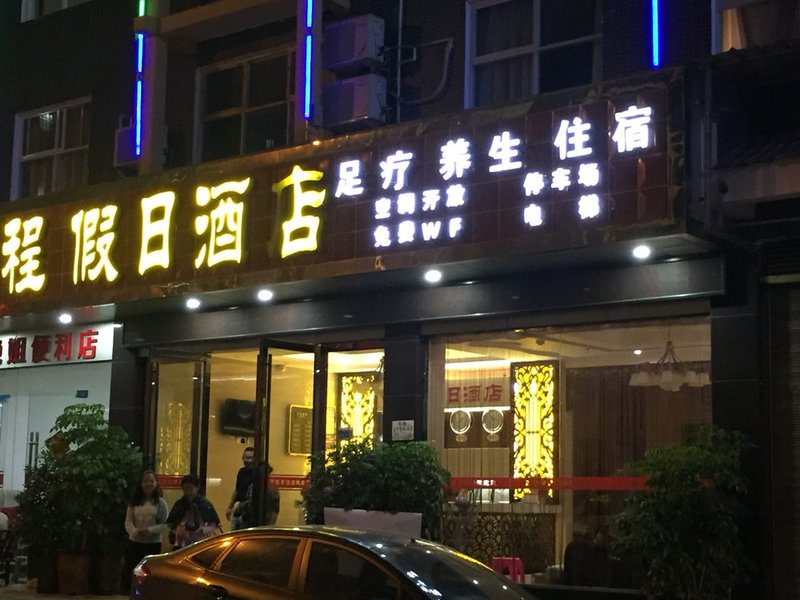 程假日酒店
足疗 养生 住宿
空调开放 停车场
免费WF 电梯
姐便利店
日酒店